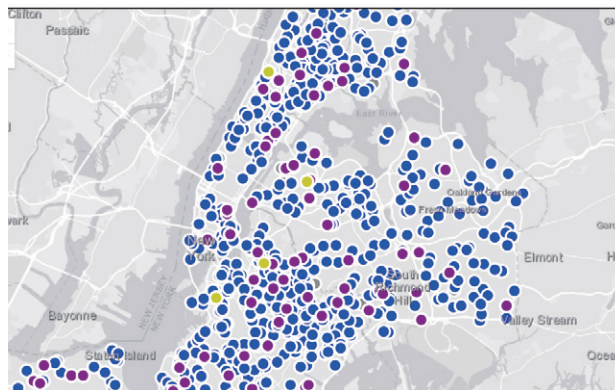 Clifton
Passaic
East River
Oakland Gardens
Fresh Meadows
New
York
Elmont
South
Richmond
Hill
NEW JERSEY
NEW YORK
Bayonne
Valley Stream
Staten Island